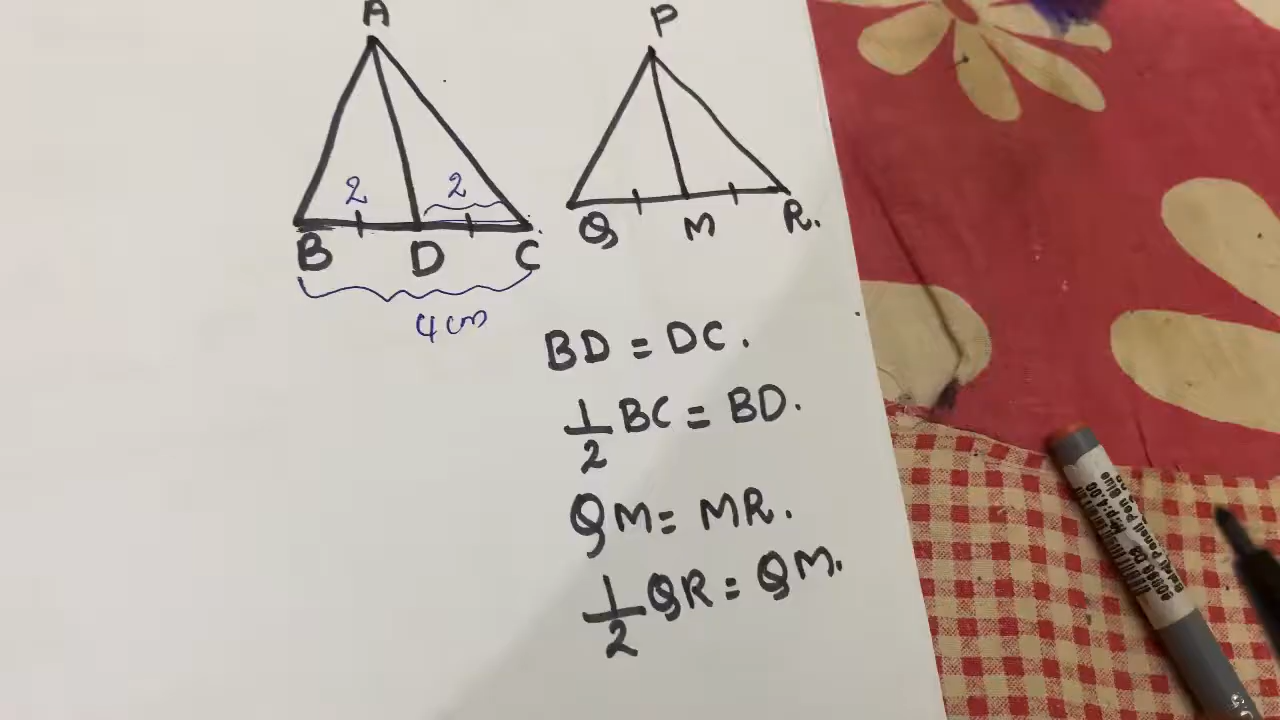 A
P
2
2
B D C
Q M R.
4 cm
BD = DC.
1/2 BC = BD.
QM = MR.
1/2 QR = QM.